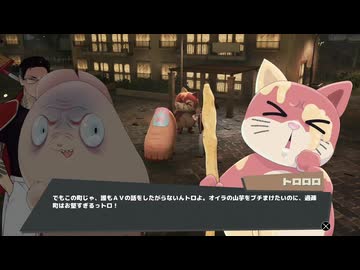 トロロロ
でもこの町じゃ、誰もAVの話をしたがらないんトロよ。オイラの山芋をブチまけたいのに、過疎
町はお堅すぎるっトロ！